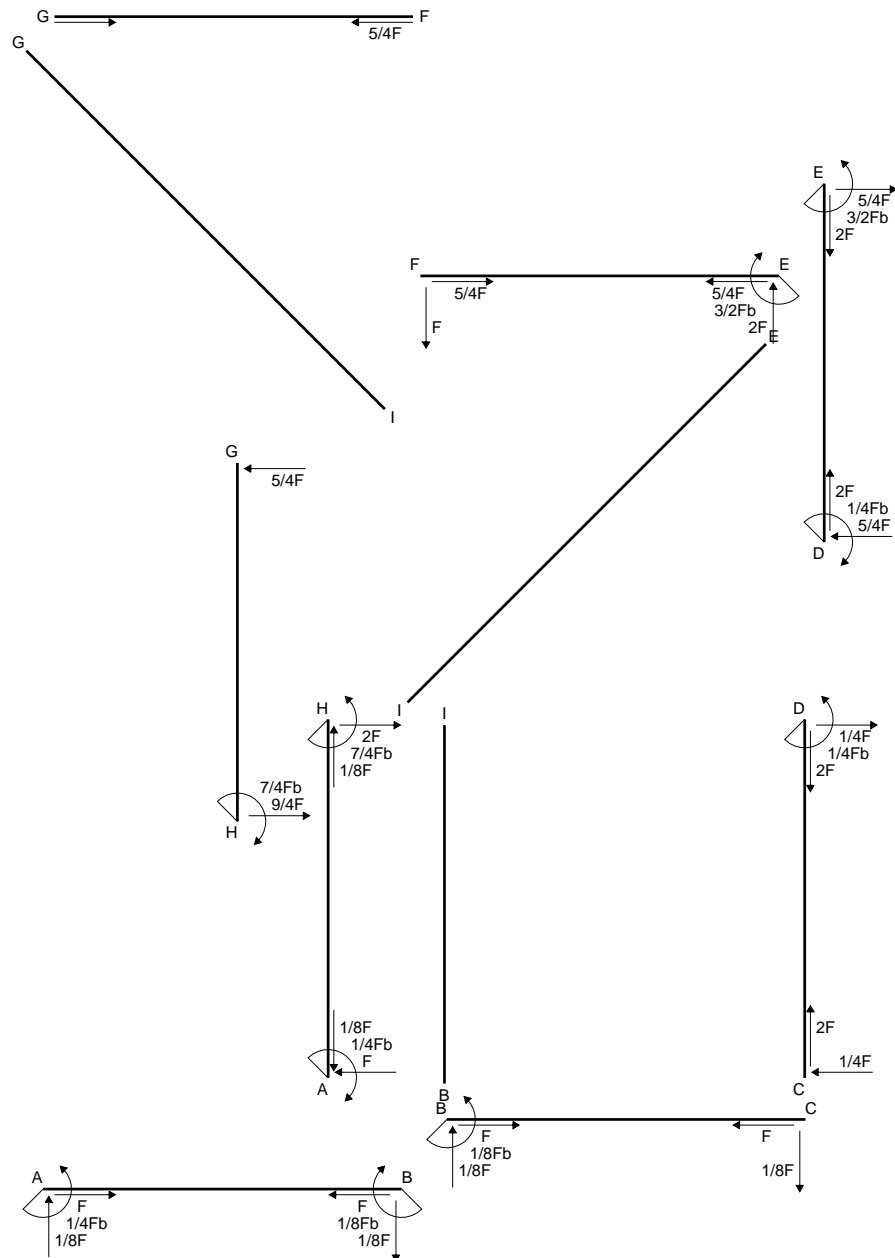 G F
5/4F
G
E
5/4F
3/2Fb
2F
F E
5/4F 5/4F
3/2Fb
F 2F
E
I
G
5/4F
2F
1/4Fb
5/4F
D
H I I D
2F 1/4F
7/4Fb 1/4Fb
1/8F 2F
7/4Fb
9/4F
H
1/8F
1/4Fb
F
2F
1/4F
A B C
B C
F F
1/8Fb
1/8F 1/8F
A B
F F
1/4Fb 1/8Fb
1/8F 1/8F